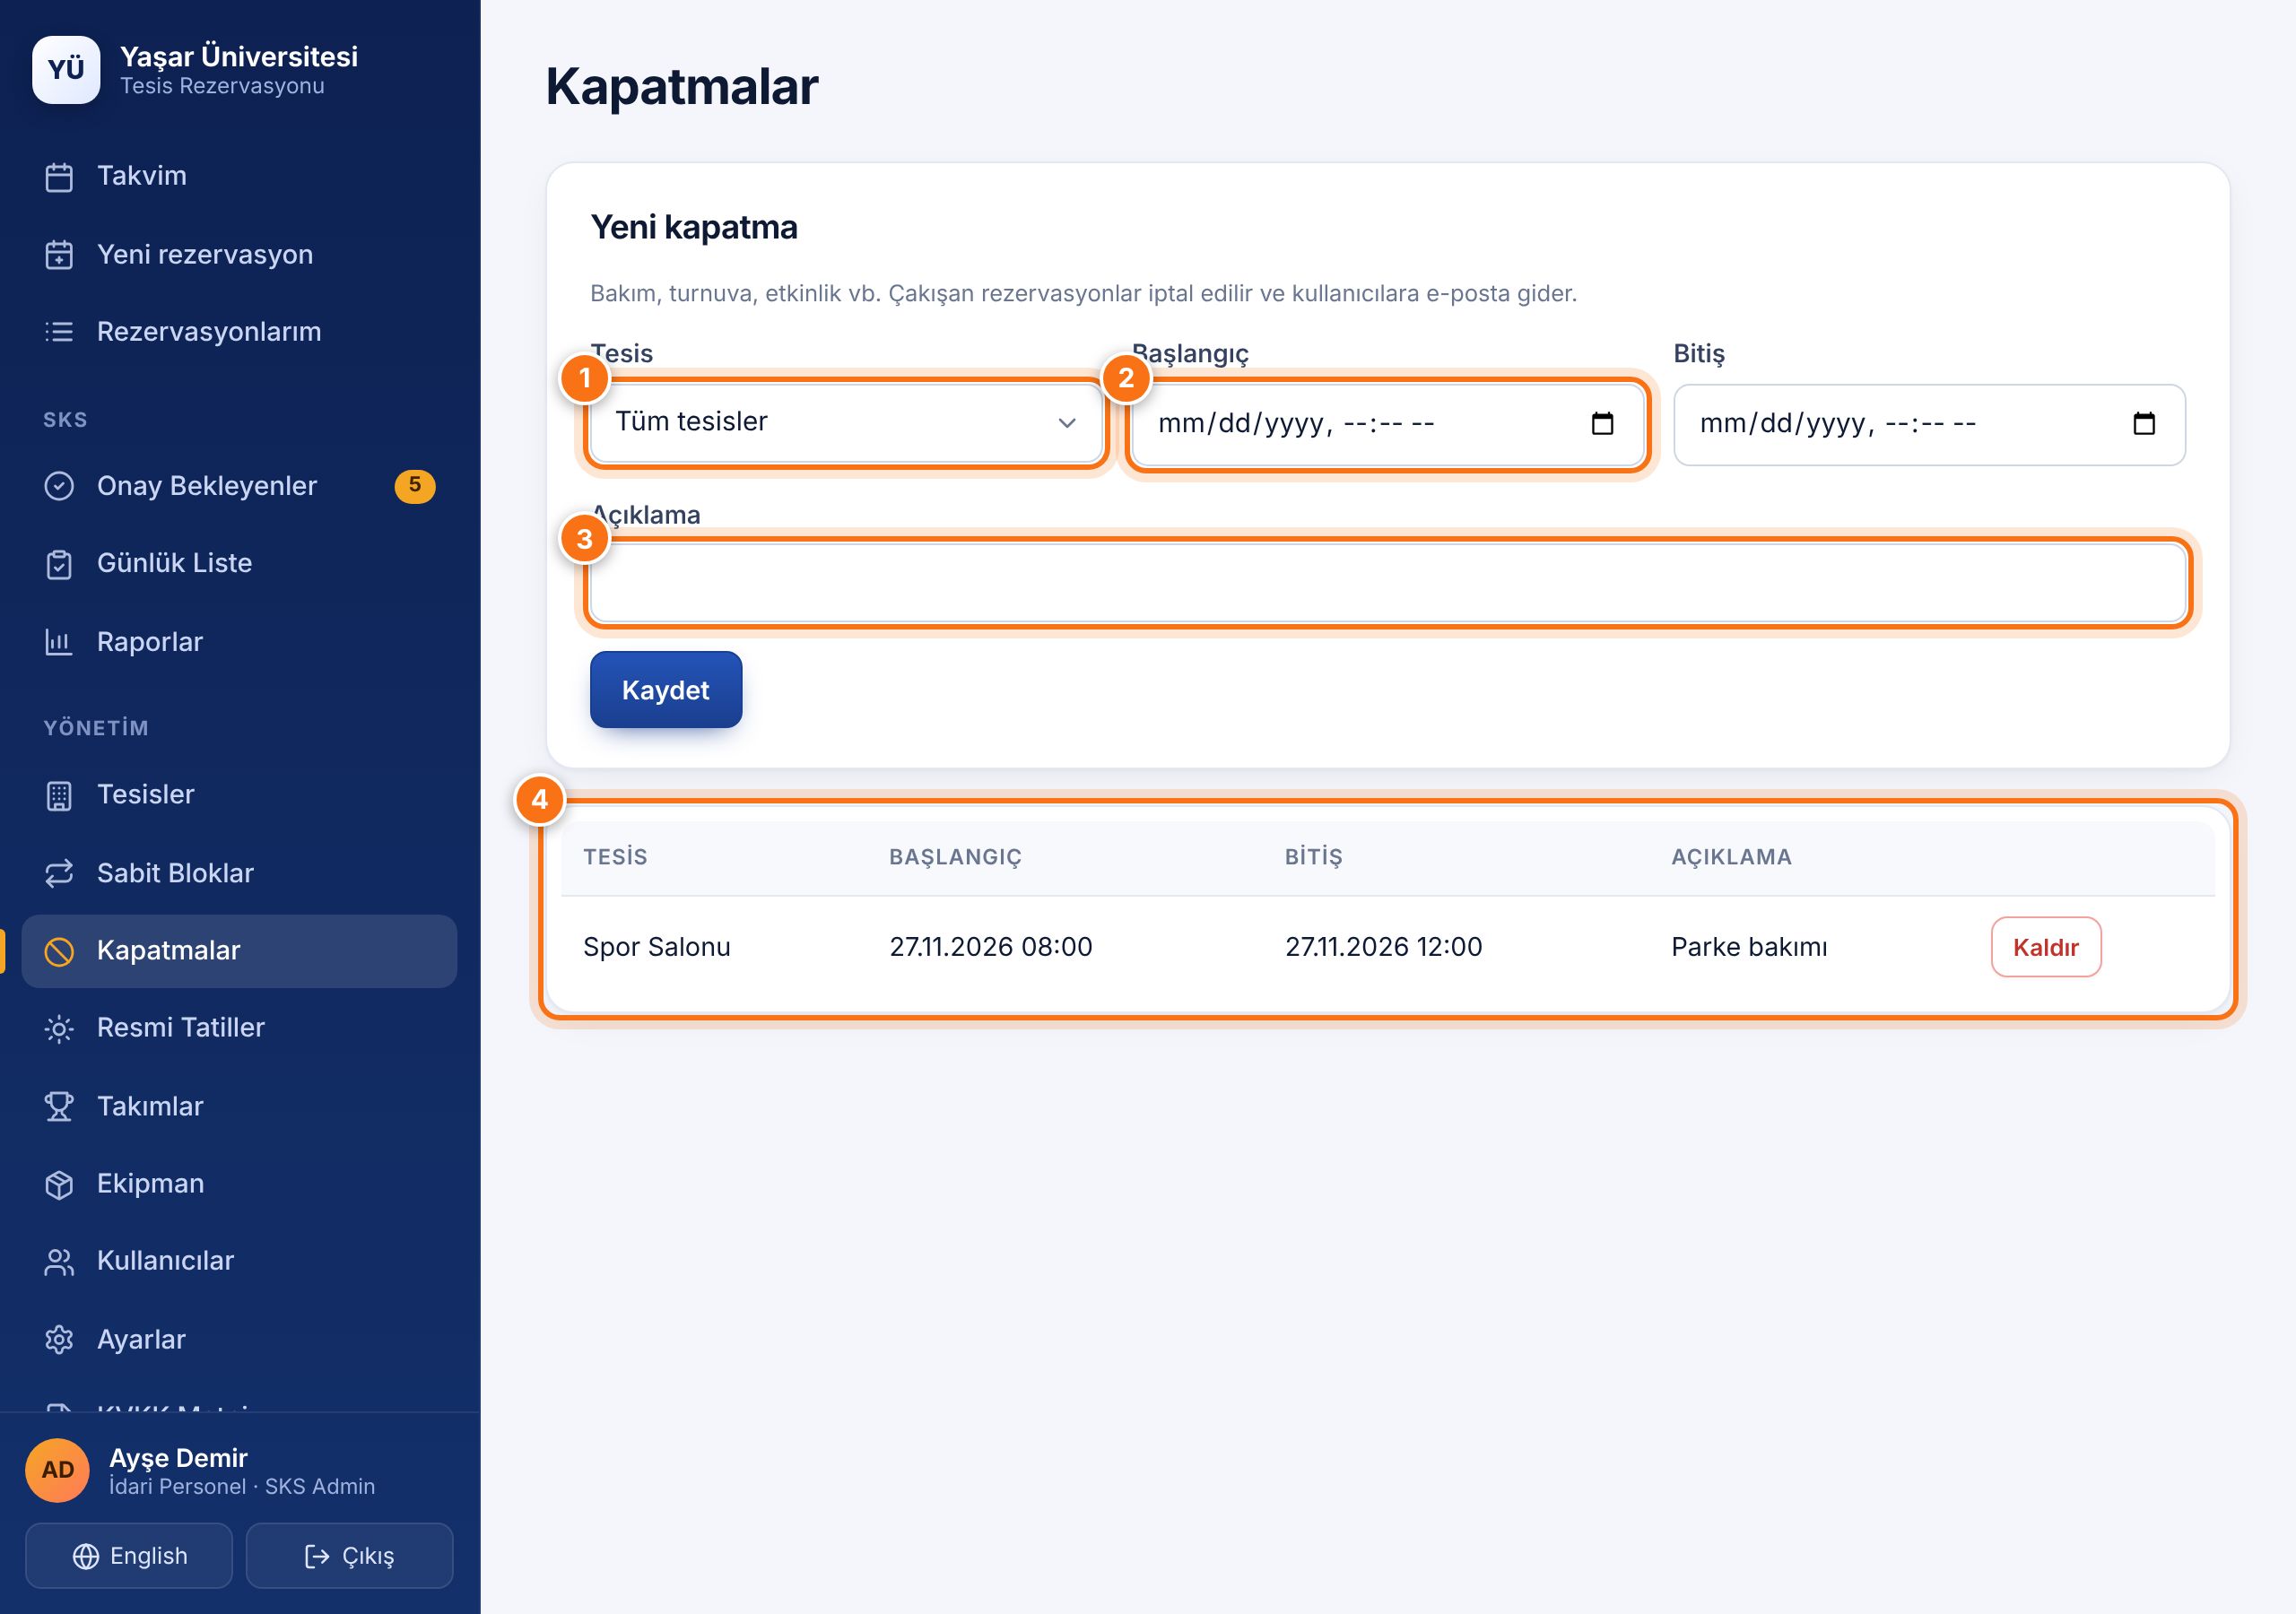 YÜ
Yaşar Üniversitesi
Tesis Rezervasyonu
Takvim
Yeni rezervasyon
Rezervasyonlarım
SKS
Onay Bekleyenler 5
Günlük Liste
Raporlar
YÖNETİM
Tesisler
Sabit Bloklar
Kapatmalar
Resmi Tatiller
Takımlar
Ekipman
Kullanıcılar
Ayarlar
AD
Ayşe Demir
İdari Personel · SKS Admin
English
Çıkış
Kapatmalar
Yeni kapatma
Bakım, turnuva, etkinlik vb. Çakışan rezervasyonlar iptal edilir ve kullanıcılara e-posta gider.
Tesis Başlangıç Bitiş
1 2
Tüm tesisler mm/dd/yyyy, --:-- -- mm/dd/yyyy, --:-- --
Açıklama
3
Kaydet
4
TESİS BAŞLANGIÇ BİTİŞ AÇIKLAMA
Spor Salonu 27.11.2026 08:00 27.11.2026 12:00 Parke bakımı Kaldır